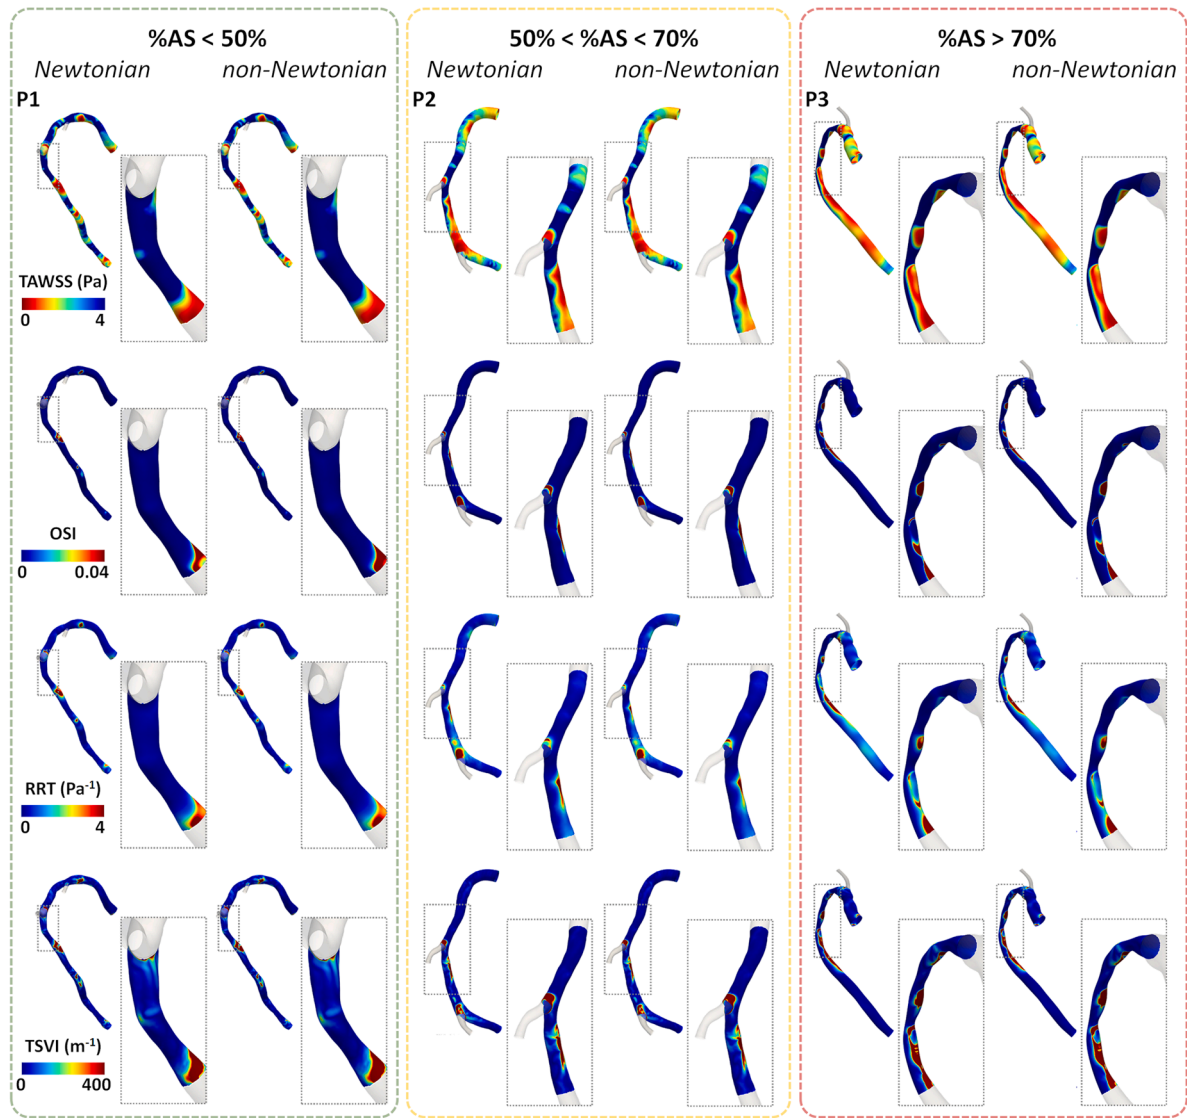 %AS < 50%
Newtonian
non-Newtonian
P1
TAWSS (Pa)
0
4
OSI
0
0.04
RRT (Pa⁻¹)
0
4
TSVI (m⁻¹)
0
400
50% < %AS < 70%
Newtonian
non-Newtonian
P2
%AS > 70%
Newtonian
non-Newtonian
P3